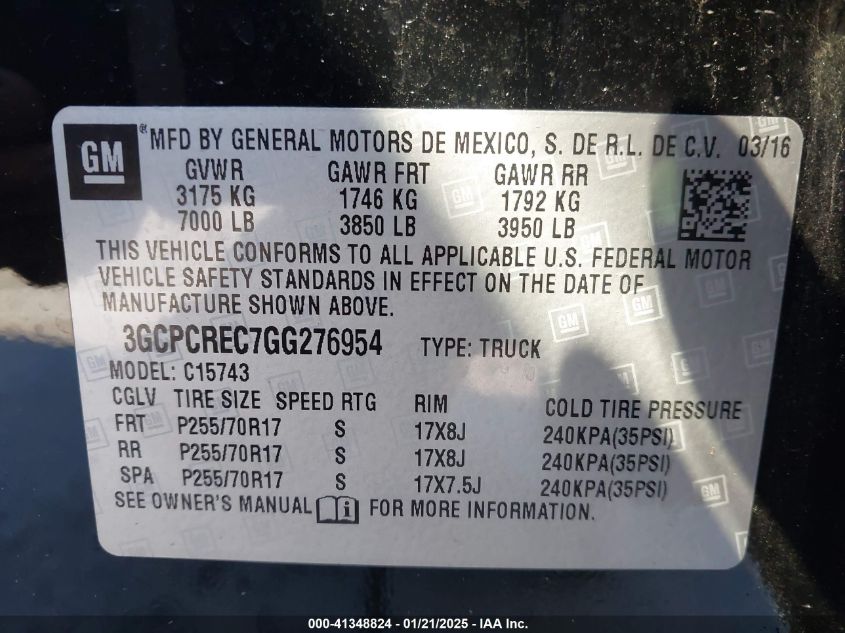 GM ® MFD BY GENERAL MOTORS DE MEXICO, S. DE R.L. DE C.V. 03/16
GVWR GAWR FRT GAWR RR
3175 KG 1746 KG 1792 KG
7000 LB 3850 LB 3950 LB
THIS VEHICLE CONFORMS TO ALL APPLICABLE U.S. FEDERAL MOTOR
VEHICLE SAFETY STANDARDS IN EFFECT ON THE DATE OF
MANUFACTURE SHOWN ABOVE.
3GCPCREC7GG276954 TYPE: TRUCK
MODEL: C15743
CGLV TIRE SIZE SPEED RTG RIM COLD TIRE PRESSURE
FRT P255/70R17 S 17X8J 240KPA(35PSI)
RR P255/70R17 S 17X8J 240KPA(35PSI)
SPA P255/70R17 S 17X7.5J 240KPA(35PSI)
SEE OWNER'S MANUAL FOR MORE INFORMATION.
000-41348824 / 01/21/2025 - IAA Inc.